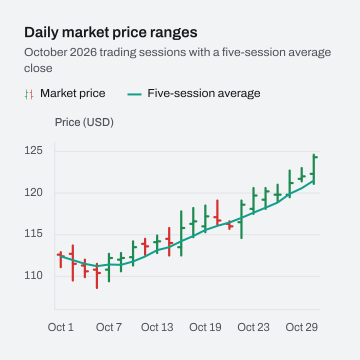 Daily market price ranges
October 2026 trading sessions with a five-session average
close
Market price
Five-session average
Price (USD)
125
120
115
110
Oct 1
Oct 7
Oct 13
Oct 19
Oct 23
Oct 29